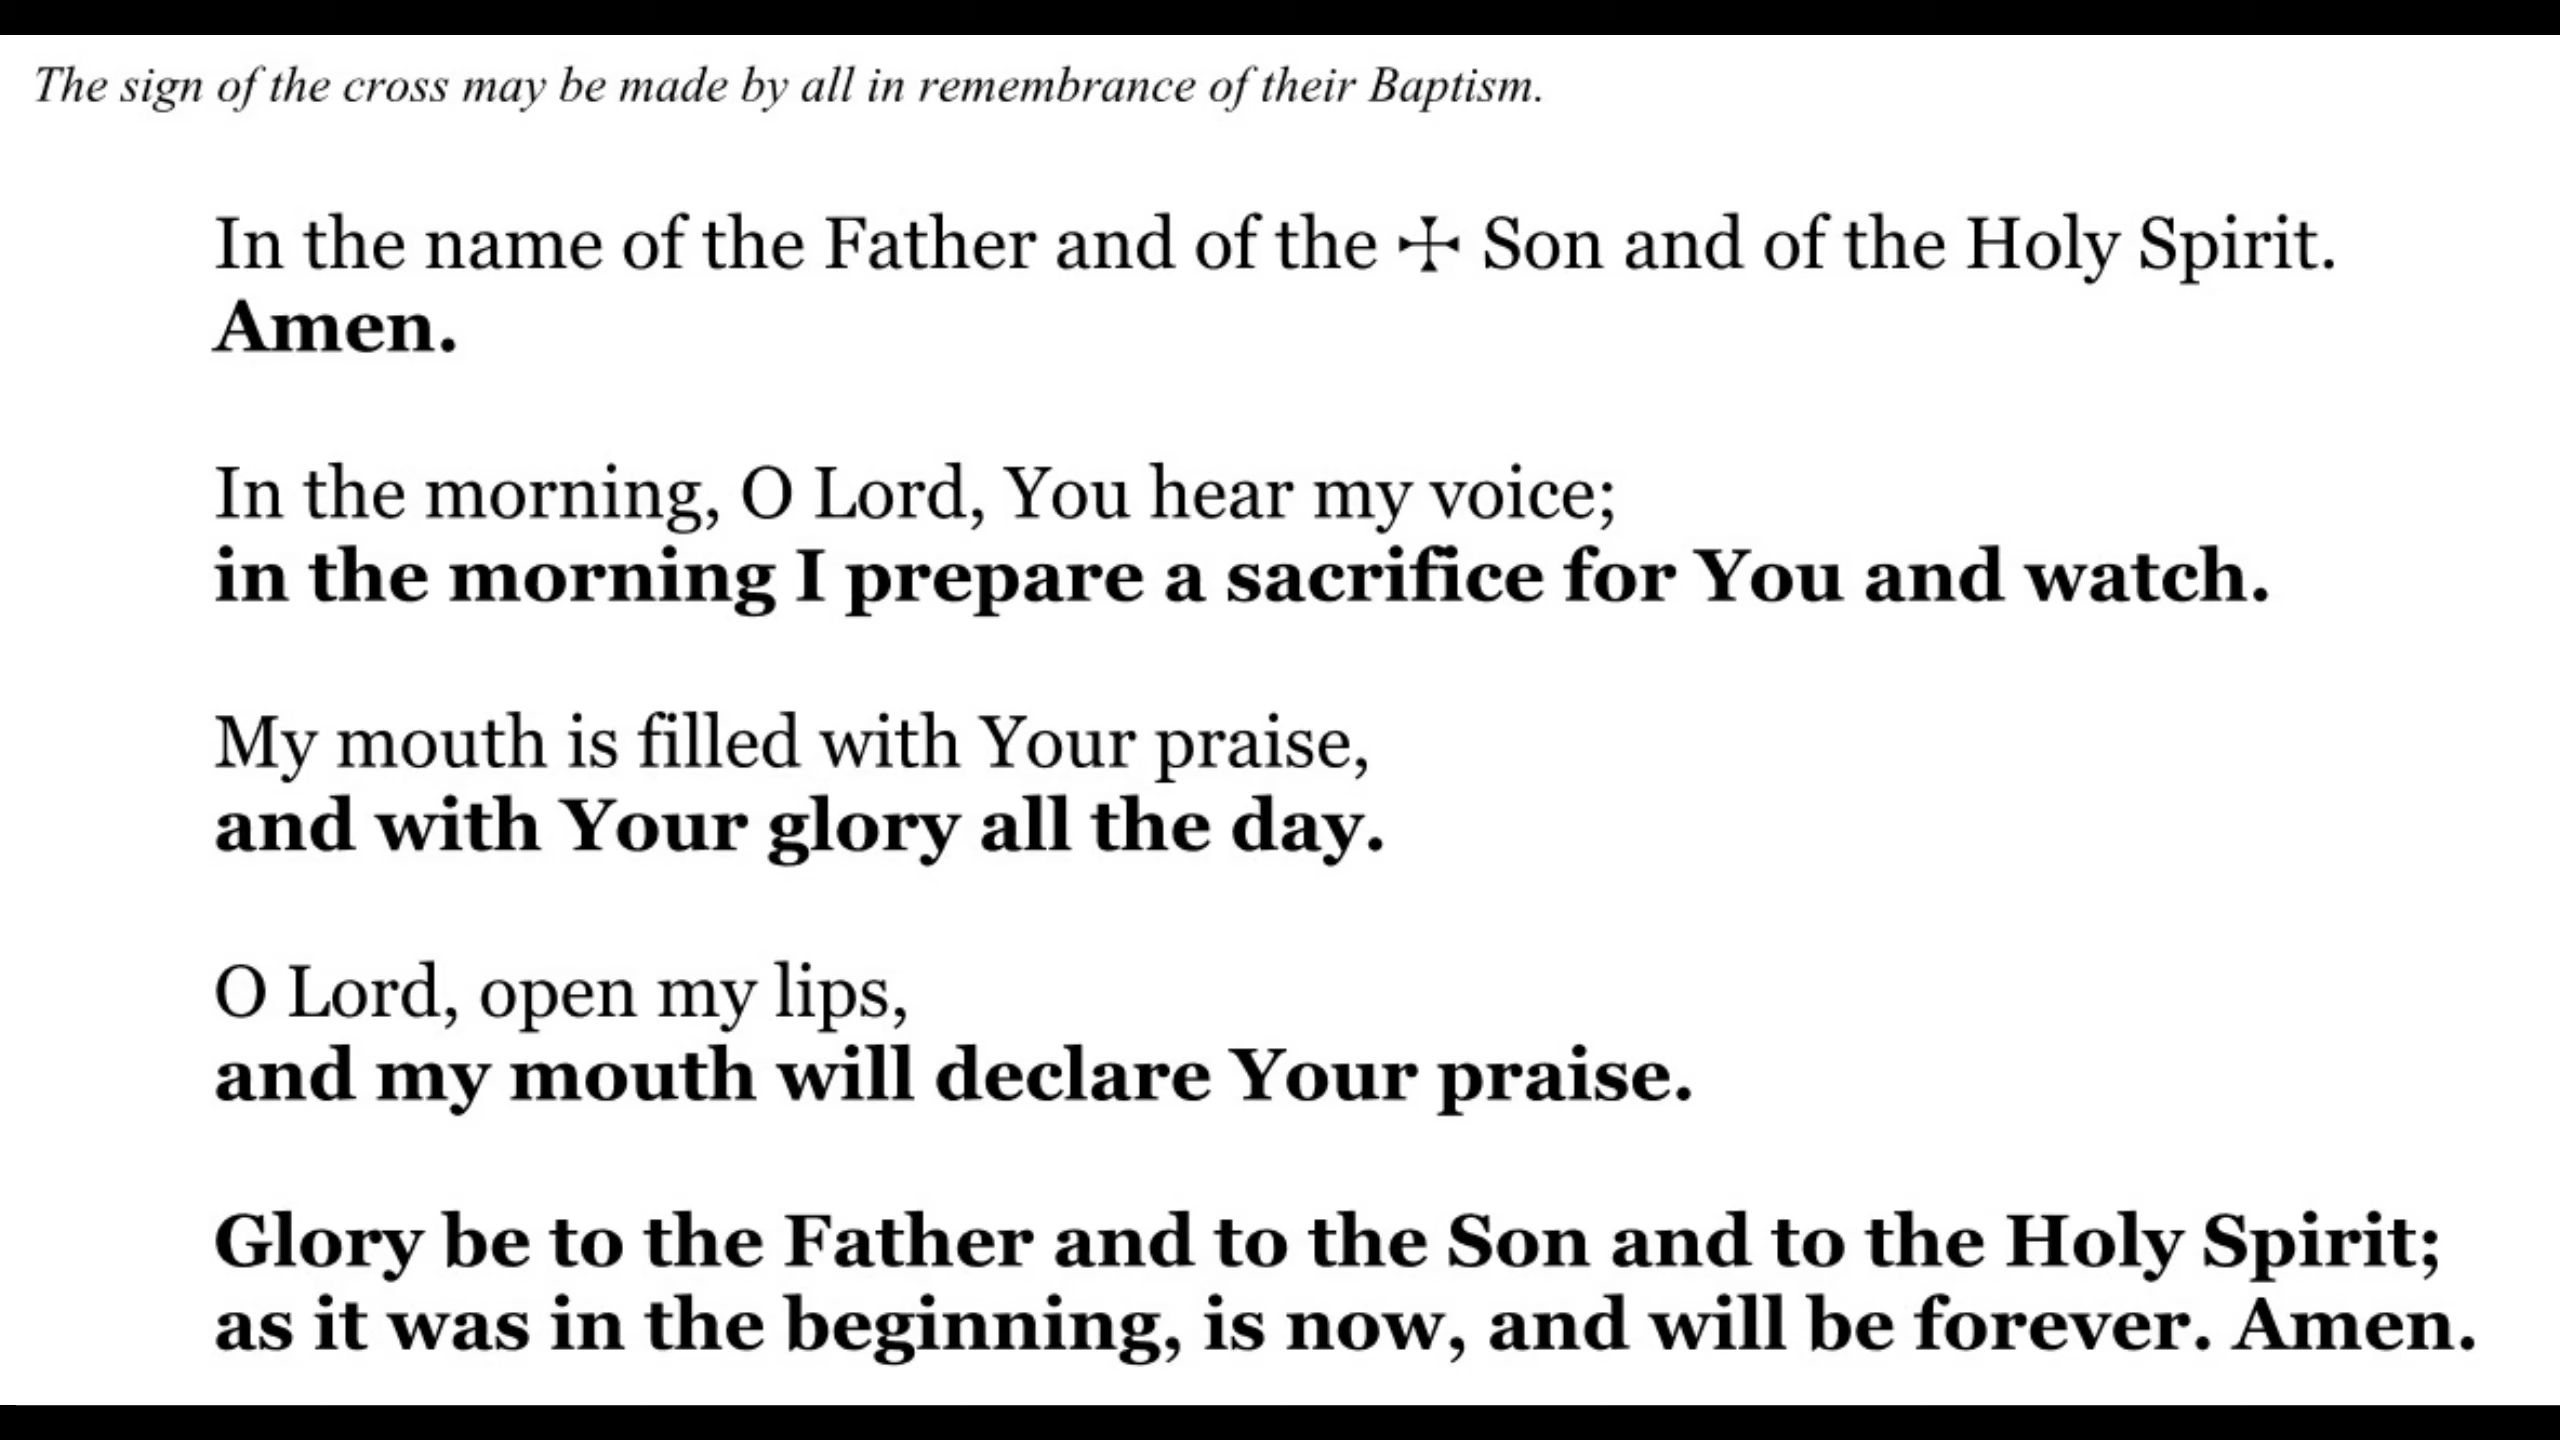 The sign of the cross may be made by all in remembrance of their Baptism.
In the name of the Father and of the ☩ Son and of the Holy Spirit.
Amen.
In the morning, O Lord, You hear my voice;
in the morning I prepare a sacrifice for You and watch.
My mouth is filled with Your praise,
and with Your glory all the day.
O Lord, open my lips,
and my mouth will declare Your praise.
Glory be to the Father and to the Son and to the Holy Spirit;
as it was in the beginning, is now, and will be forever. Amen.